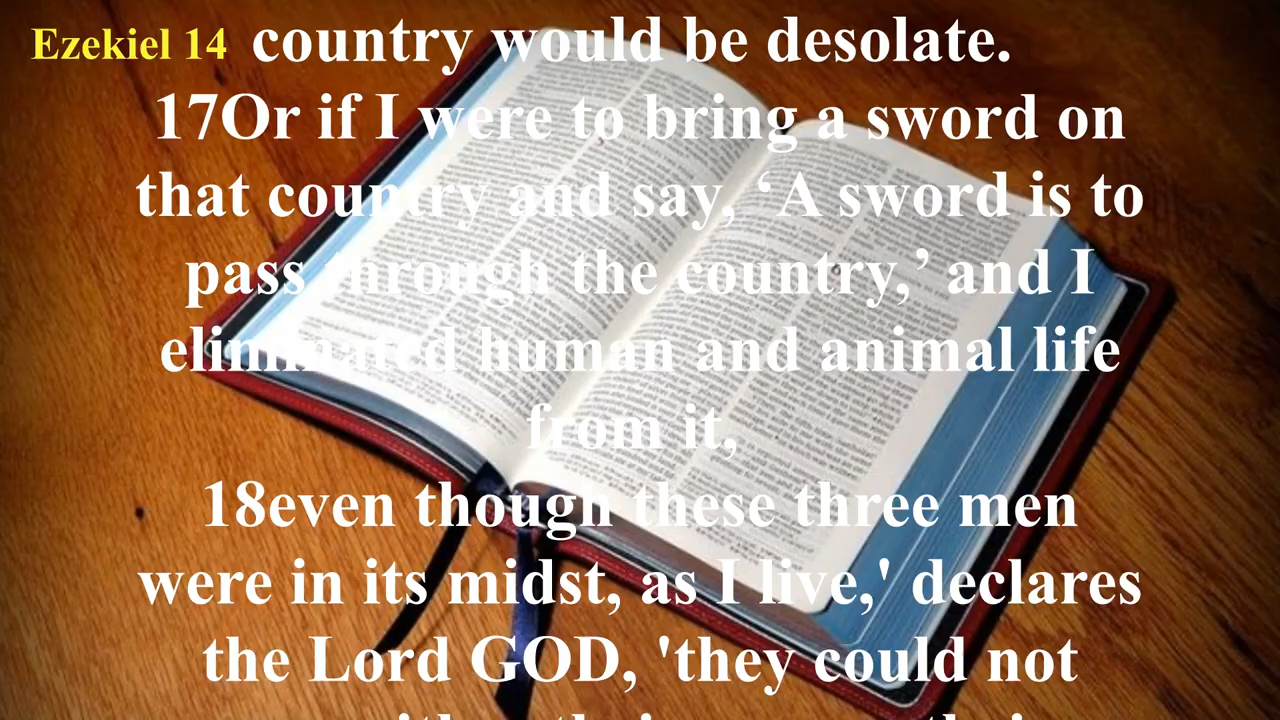 Ezekiel 14 country would be desolate.
17Or if I were to bring a sword on
that country and say, ‘A sword is to
pass through the country,’ and I
eliminated human and animal life
from it,
18even though these three men
were in its midst, as I live,' declares
the Lord GOD, 'they could not